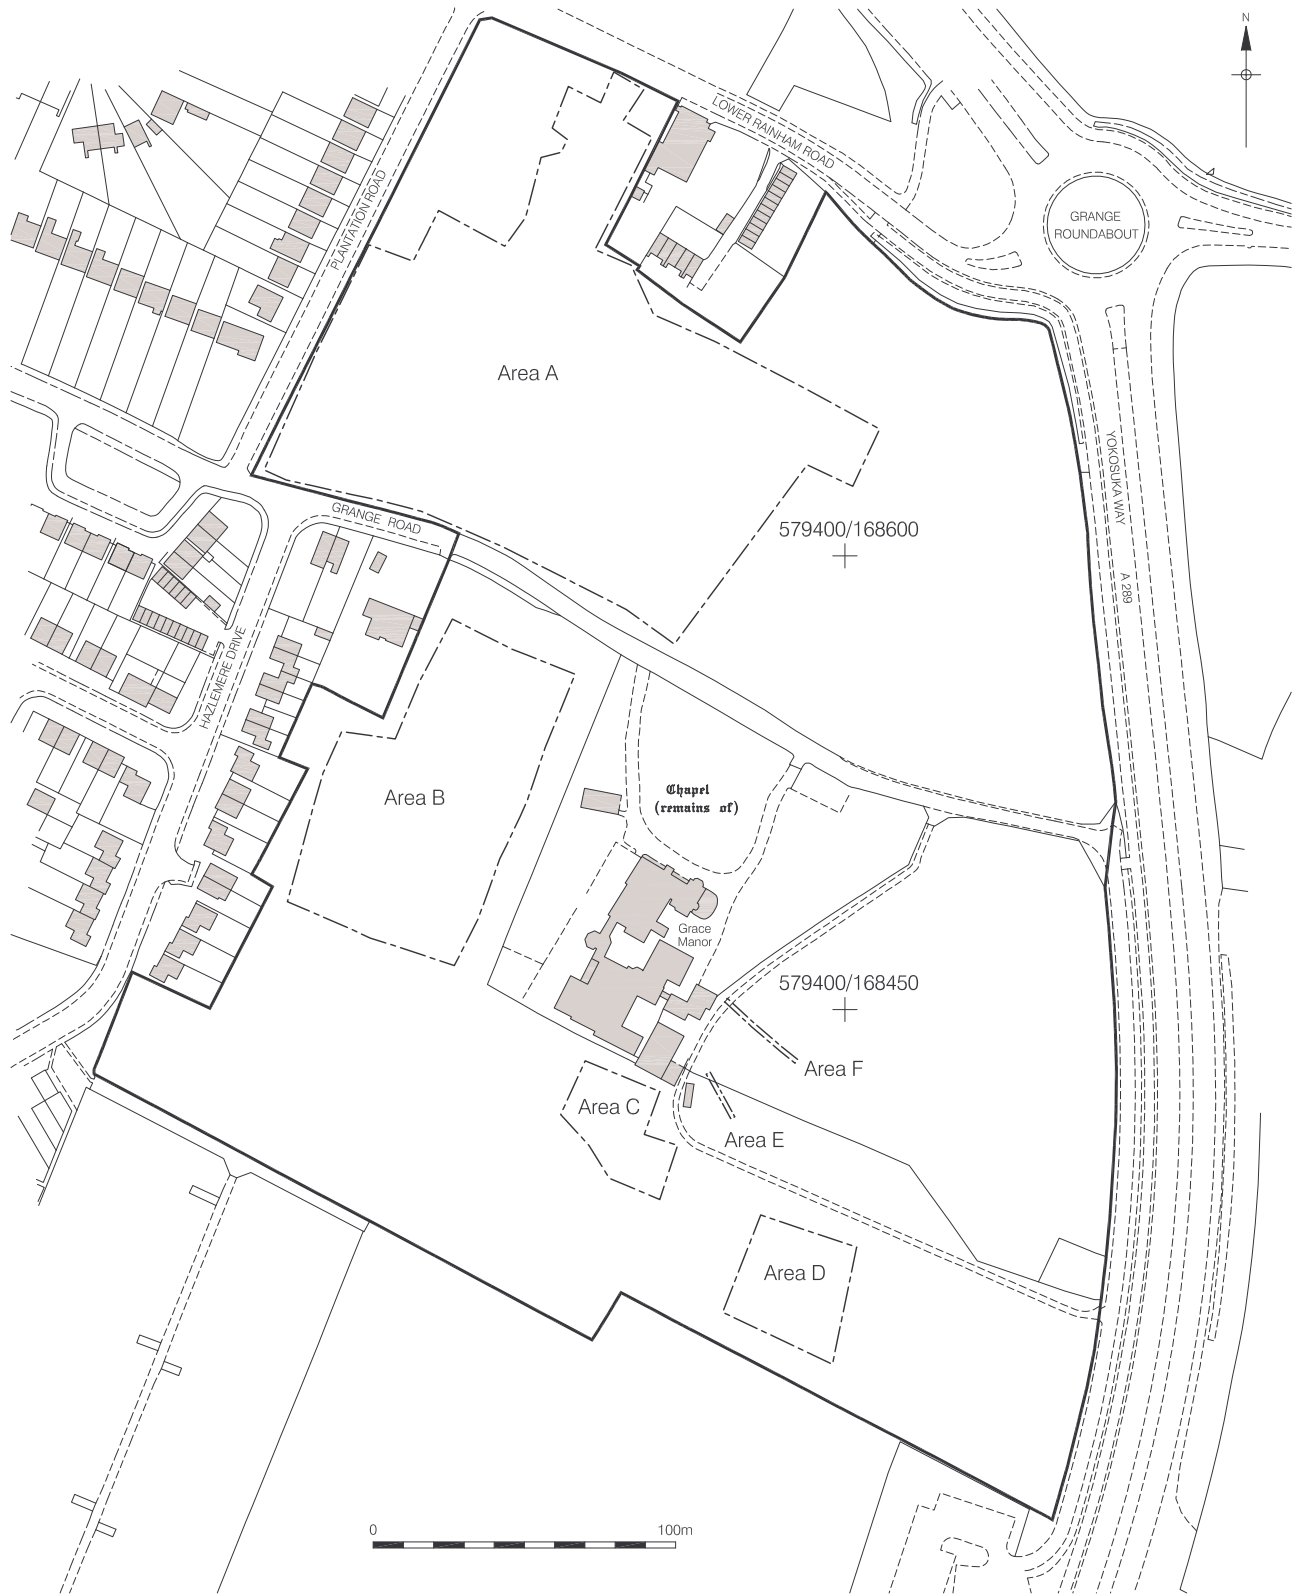 N
LOWER RAINHAM ROAD
PLANTATION ROAD
GRANGE
ROUNDABOUT
Area A
YOKOSUKA WAY
GRANGE ROAD
579400/168600
A 289
HAZLEMERE DRIVE
Area B
Chapel
(remains of)
Grace
Manor
579400/168450
Area F
Area C
Area E
Area D
0
100m